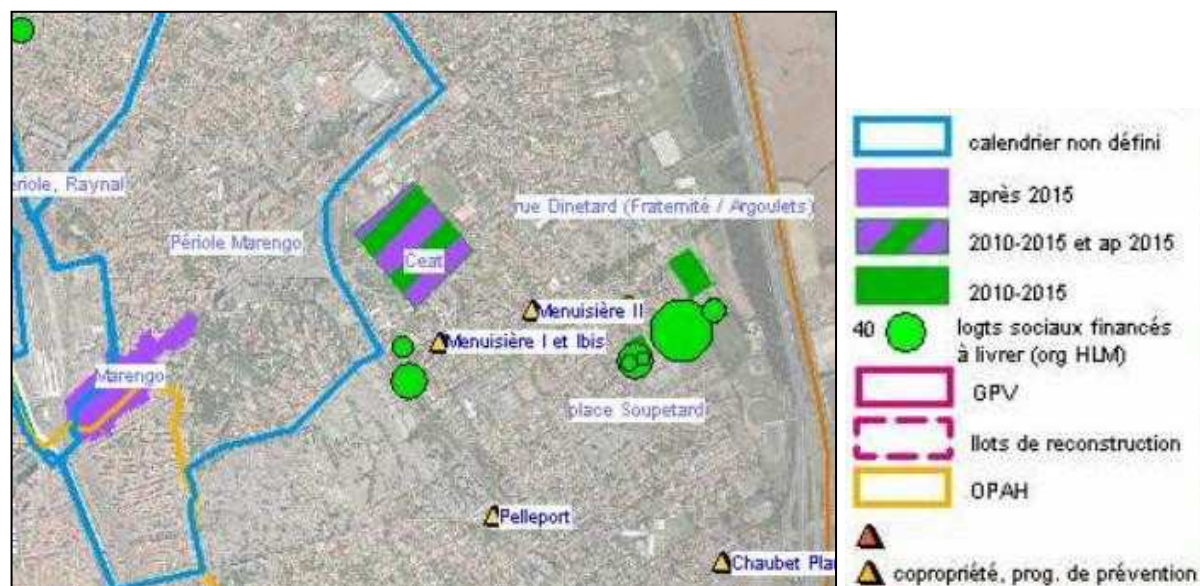 ériole, Raynal
rue Dinetard (Fraternité / Argoulets)
Périole Marengo
Ceat
Menuisière II
Menuisière I et Ibis
Marengo
place Soupetard
Pelleport
Chaubet Pla
calendrier non défini
après 2015
2010-2015 et ap 2015
2010-2015
40 logts sociaux financés
à livrer (org HLM)
GPV
Ilots de reconstruction
OPAH
copropriété, prog. de prévention